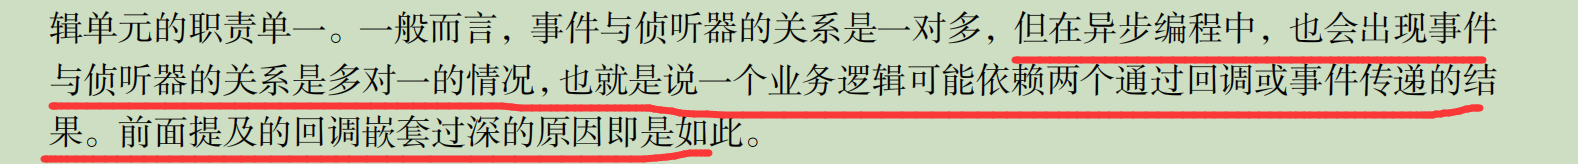 辑单元的职责单一。一般而言，事件与侦听器的关系是一对多，但在异步编程中，也会出现事件
与侦听器的关系是多对一的情况，也就是说一个业务逻辑可能依赖两个通过回调或事件传递的结
果。前面提及的回调嵌套过深的原因即是如此。